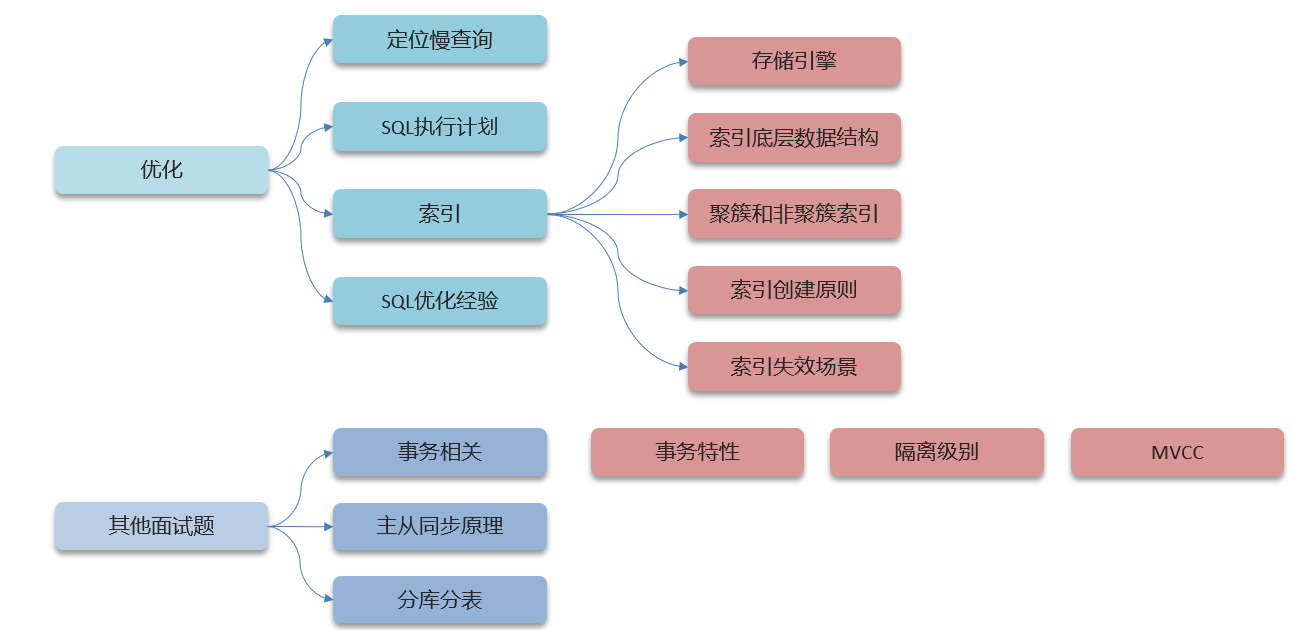 优化
定位慢查询
SQL执行计划
索引
SQL优化经验
存储引擎
索引底层数据结构
聚簇和非聚簇索引
索引创建原则
索引失效场景
其他面试题
事务相关
主从同步原理
分库分表
事务特性
隔离级别
MVCC